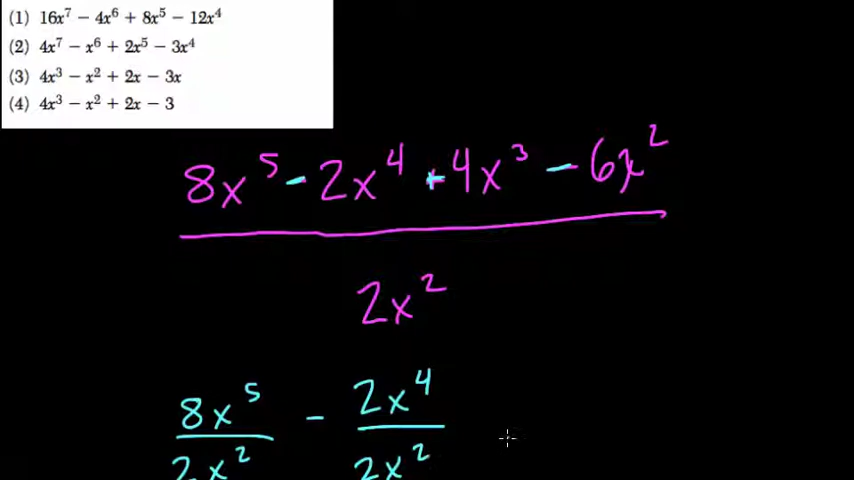 (1) 16x⁷ − 4x⁶ + 8x⁵ − 12x⁴
(2) 4x⁷ − x⁶ + 2x⁵ − 3x⁴
(3) 4x³ − x² + 2x − 3x
(4) 4x³ − x² + 2x − 3
8x⁵ - 2x⁴ + 4x³ - 6x²
2x²
8x⁵ - 2x⁴
2x² 2x²